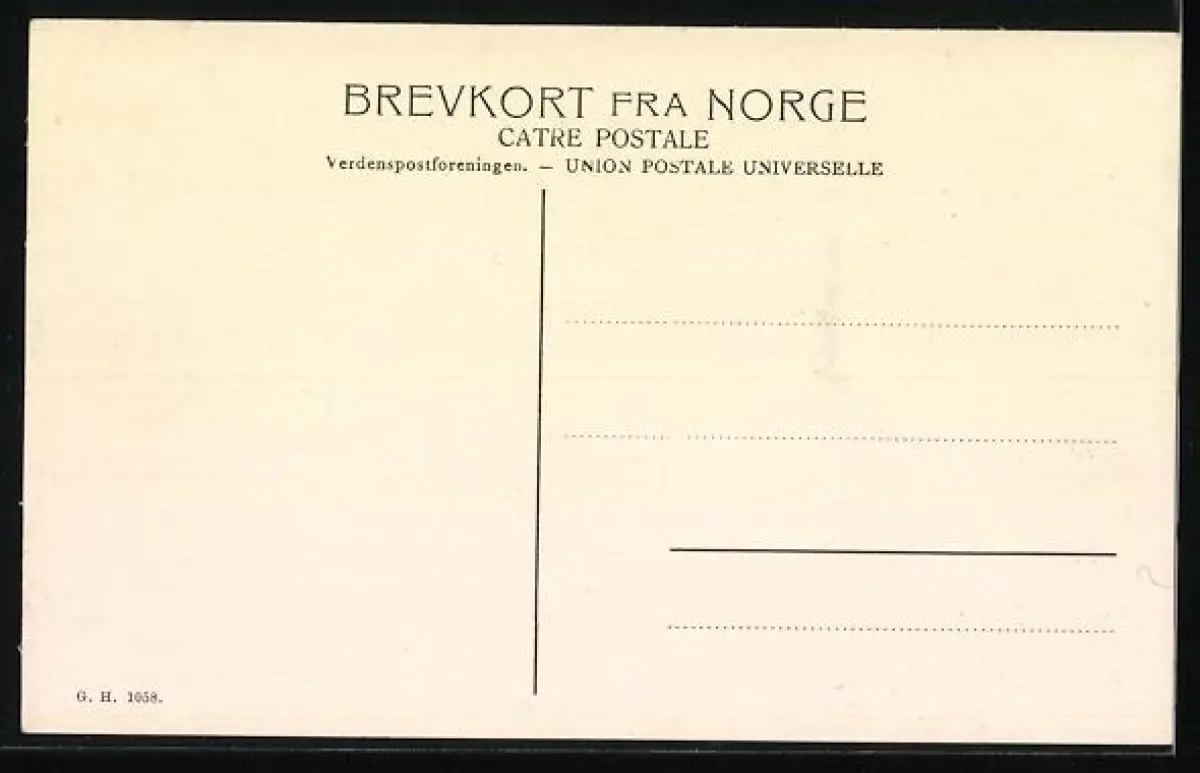 BREVKORT FRA NORGE
CATRE POSTALE
Verdenspostforeningen. — UNION POSTALE UNIVERSELLE
G. H. 1058.